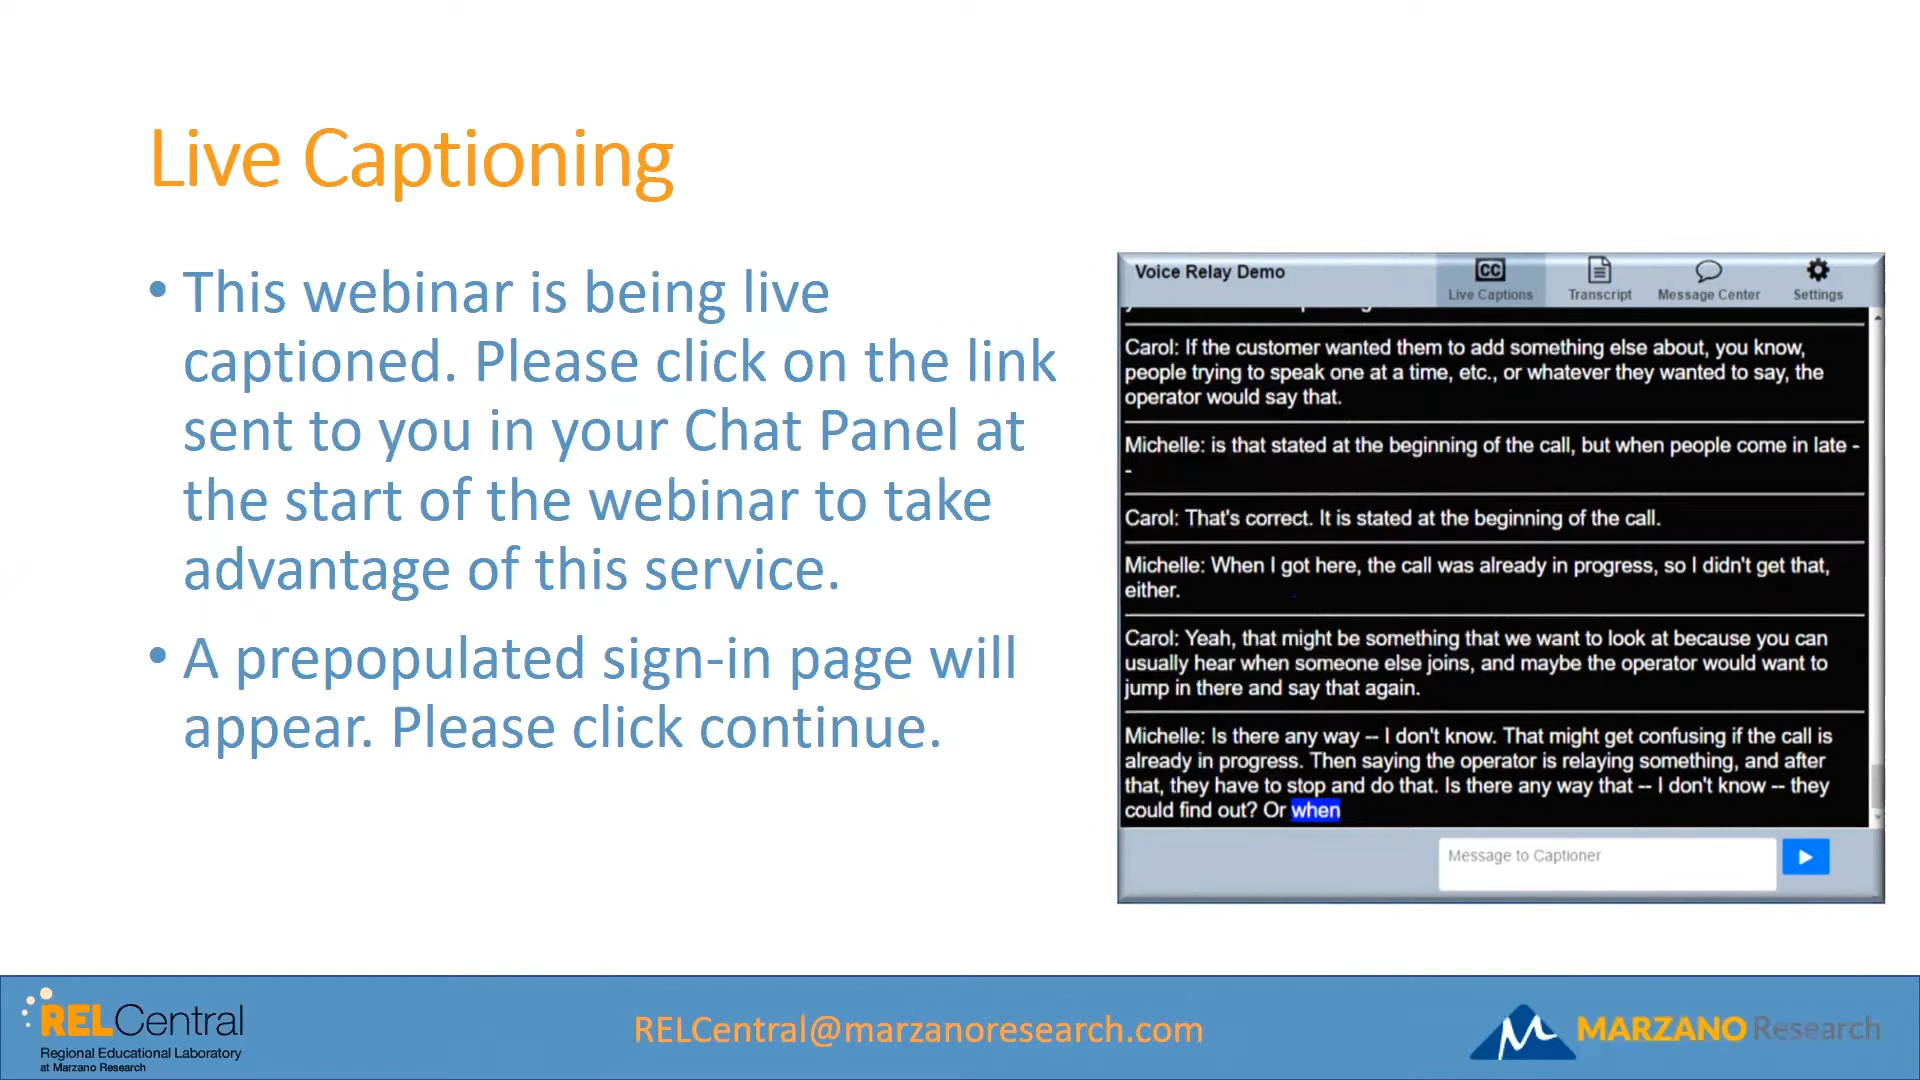 Live Captioning
• This webinar is being live
captioned. Please click on the link
sent to you in your Chat Panel at
the start of the webinar to take
advantage of this service.
• A prepopulated sign-in page will
appear. Please click continue.
Voice Relay Demo
CC
Live Captions
Transcript
Message Center
Settings
Carol: If the customer wanted them to add something else about, you know,
people trying to speak one at a time, etc., or whatever they wanted to say, the
operator would say that.
Michelle: is that stated at the beginning of the call, but when people come in late -
-
Carol: That's correct. It is stated at the beginning of the call.
Michelle: When I got here, the call was already in progress, so I didn't get that,
either.
Carol: Yeah, that might be something that we want to look at because you can
usually hear when someone else joins, and maybe the operator would want to
jump in there and say that again.
Michelle: Is there any way -- I don't know. That might get confusing if the call is
already in progress. Then saying the operator is relaying something, and after
that, they have to stop and do that. Is there any way that -- I don't know -- they
could find out? Or when
Message to Captioner
RELCentral
Regional Educational Laboratory
at Marzano Research
RELCentral@marzanoresearch.com
MARZANO Research